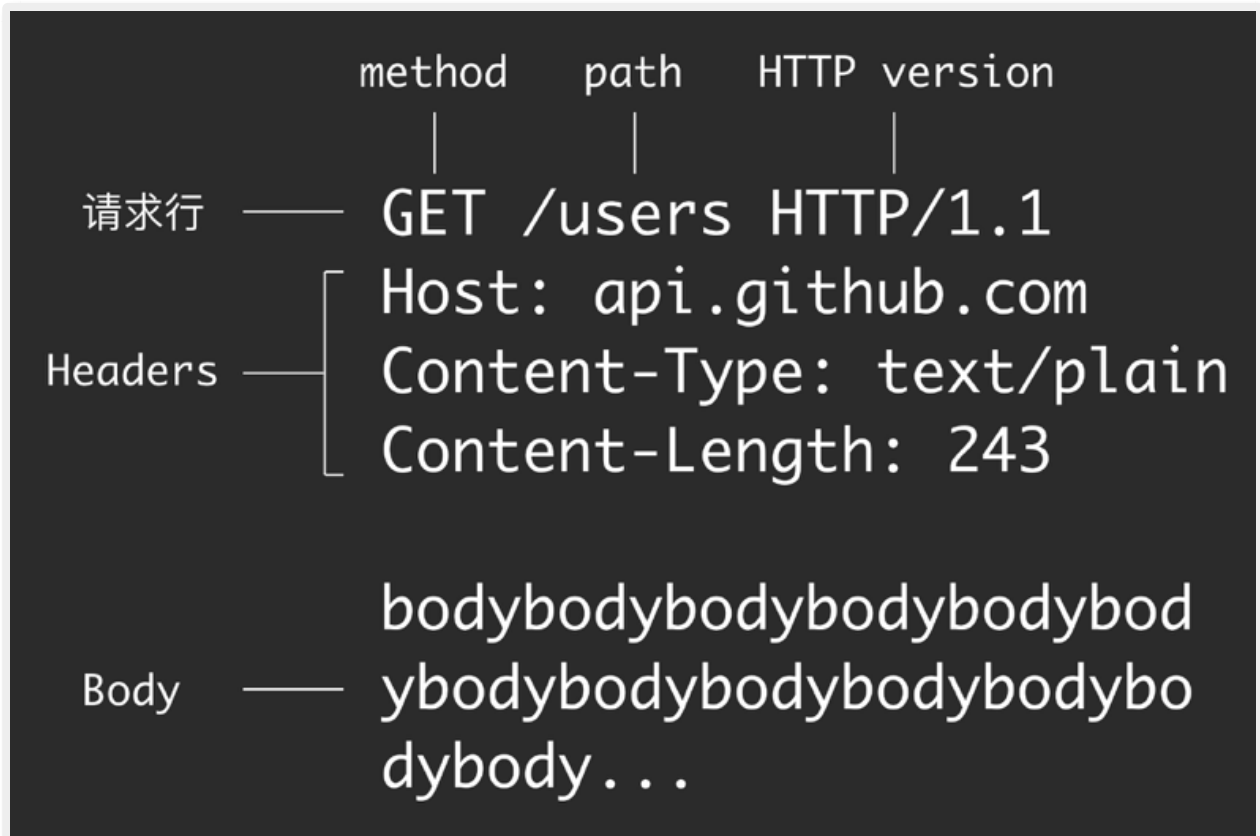 method path HTTP version
请求行 GET /users HTTP/1.1
Host: api.github.com
Headers Content-Type: text/plain
Content-Length: 243
bodybodybodybodybodybod
Body ybodybodybodybodybodybo
dybody...